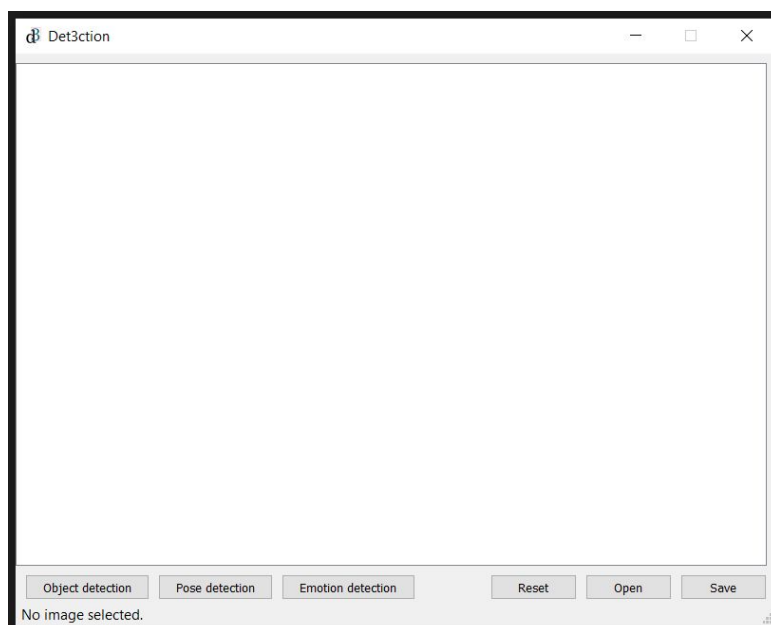 Det3ction
Object detection Pose detection Emotion detection Reset Open Save
No image selected.